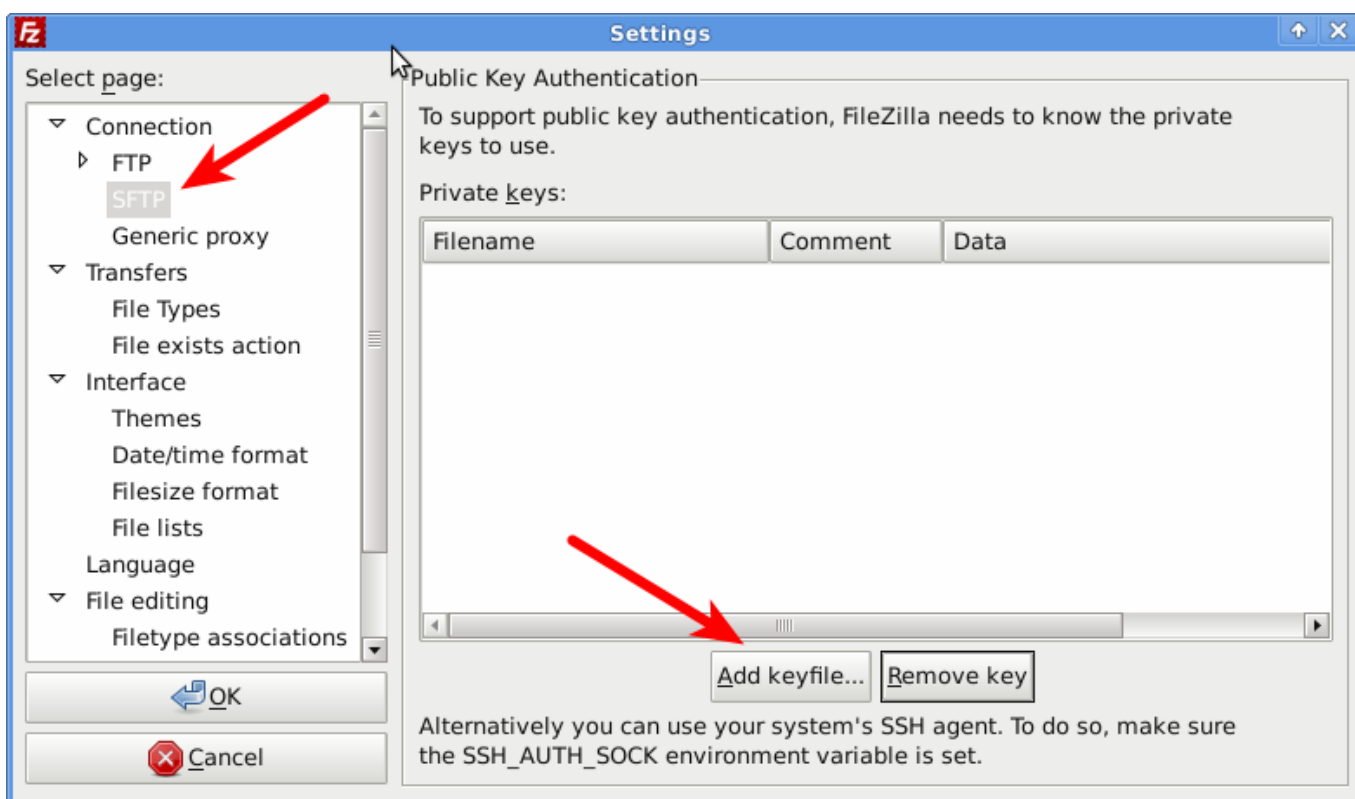 Fz
Settings
Select page:
Connection
FTP
SFTP
Generic proxy
Transfers
File Types
File exists action
Interface
Themes
Date/time format
Filesize format
File lists
Language
File editing
Filetype associations
OK
Cancel
Public Key Authentication
To support public key authentication, FileZilla needs to know the private
keys to use.
Private keys:
Filename Comment Data
Add keyfile... Remove key
Alternatively you can use your system's SSH agent. To do so, make sure
the SSH_AUTH_SOCK environment variable is set.